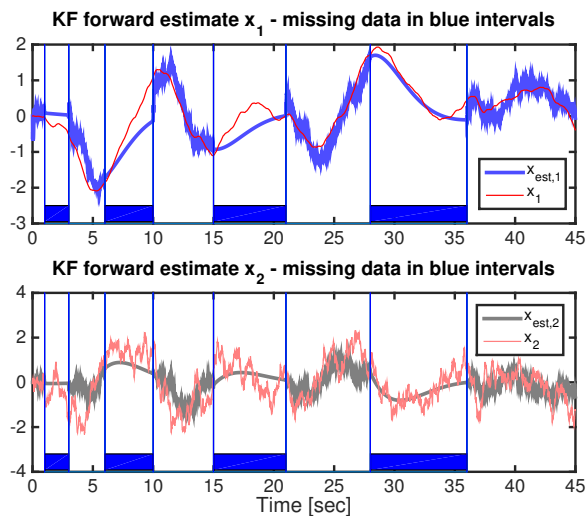 KF forward estimate x1 - missing data in blue intervals
2
1
0
-1
-2
-3
xest,1
x1
0 5 10 15 20 25 30 35 40 45
KF forward estimate x2 - missing data in blue intervals
4
2
0
-2
-4
xest,2
x2
0 5 10 15 20 25 30 35 40 45
Time [sec]